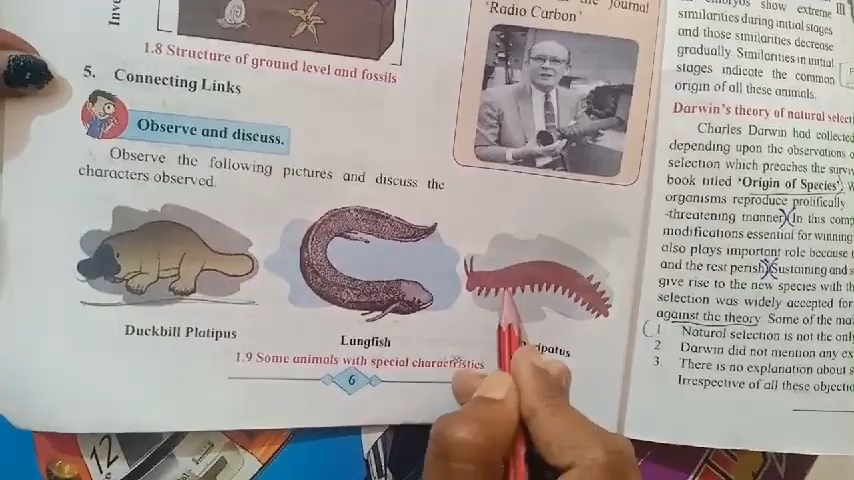 1.8 Structure of ground level and fossils
5. Connecting Links
Observe and discuss.
Observe the following pictures and discuss the
characters observed.
Duckbill Platipus
Lungfish
1.9 Some animals with special characteristics
6
the Journal
'Radio Carbon'
show extreme
similarities during initial stages
and those similarities decrease
gradually. Similarities in initial
stages indicate the common
origin of all these animals.
Darwin's theory of natural
Charles Darwin had collected
depending upon the observations
selection which preaches the
book titled 'Origin of Species'.
organisms reproduce prolifically
-threatening manner. In this
modifications essential for winning
also plays important role because
and the rest perish. Sustaining and
give rise to the new species with
selection was widely accepted for
against the theory. Some of the
1. Natural selection is not the
2. Darwin did not mention any
3. There is no explanation about
Irrespective of all these
12